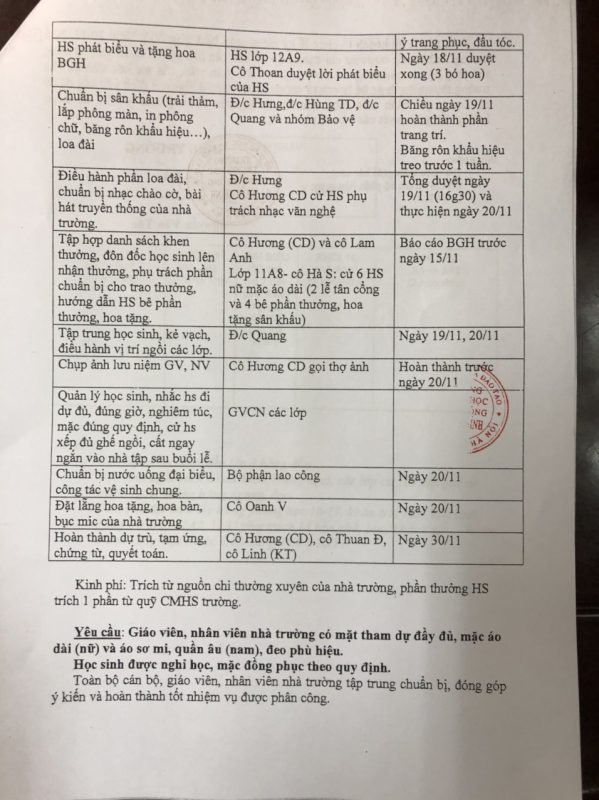 ý trang phục, đầu tóc.
HS phát biểu và tặng hoa
BGH
HS lớp 12A9.
Cô Thoan duyệt lời phát biểu
của HS
Ngày 18/11 duyệt
xong (3 bó hoa)
Chuẩn bị sân khấu (trải thảm,
lắp phông màn, in phông
chữ, băng rôn khẩu hiệu…),
loa đài
Đ/c Hưng,đ/c Hùng TD, đ/c
Quang và nhóm Bảo vệ
Chiều ngày 19/11
hoàn thành phần
trang trí.
Băng rôn khẩu hiệu
treo trước 1 tuần.
Điều hành phần loa đài,
chuẩn bị nhạc chào cờ, bài
hát truyền thống của nhà
trường.
Đ/c Hưng
Cô Hương CD cử HS phụ
trách nhạc văn nghệ
Tổng duyệt ngày
19/11 (16g30) và
thực hiện ngày 20/11
Tập hợp danh sách khen
thưởng, đôn đốc học sinh lên
nhận thưởng, phụ trách phần
chuẩn bị cho trao thưởng,
hướng dẫn HS bê phần
thưởng, hoa tặng.
Cô Hương (CD) và cô Lam
Anh
Lớp 11A8- cô Hà S: cử 6 HS
nữ mặc áo dài (2 lễ tân cổng
và 4 bê phần thưởng, hoa
tặng sân khấu)
Báo cáo BGH trước
ngày 15/11
Tập trung học sinh, kẻ vạch,
điều hành vị trí ngồi các lớp.
Đ/c Quang
Ngày 19/11, 20/11
Chụp ảnh lưu niệm GV, NV
Cô Hương CD gọi thợ ảnh
Hoàn thành trước
ngày 20/11
Quản lý học sinh, nhắc hs đi
dự đủ, đúng giờ, nghiêm túc,
mặc đúng quy định, cử hs
xếp đủ ghế ngồi, cất ngay
ngắn vào nhà tập sau buổi lễ.
GVCN các lớp
Chuẩn bị nước uống đại biểu,
công tác vệ sinh chung.
Bộ phận lao công
Ngày 20/11
Đặt lẵng hoa tặng, hoa bàn,
bục mic của nhà trường
Cô Oanh V
Ngày 20/11
Hoàn thành dự trù, tạm ứng,
chứng từ, quyết toán.
Cô Hương (CD), cô Thuan Đ,
cô Linh (KT)
Ngày 30/11
Kinh phí: Trích từ nguồn chi thường xuyên của nhà trường, phần thưởng HS
trích 1 phần từ quỹ CMHS trường.
Yêu cầu: Giáo viên, nhân viên nhà trường có mặt tham dự đầy đủ, mặc áo
dài (nữ) và áo sơ mi, quần âu (nam), đeo phù hiệu.
Học sinh được nghỉ học, mặc đồng phục theo quy định.
Toàn bộ cán bộ, giáo viên, nhân viên nhà trường tập trung chuẩn bị, đóng góp
ý kiến và hoàn thành tốt nhiệm vụ được phân công.